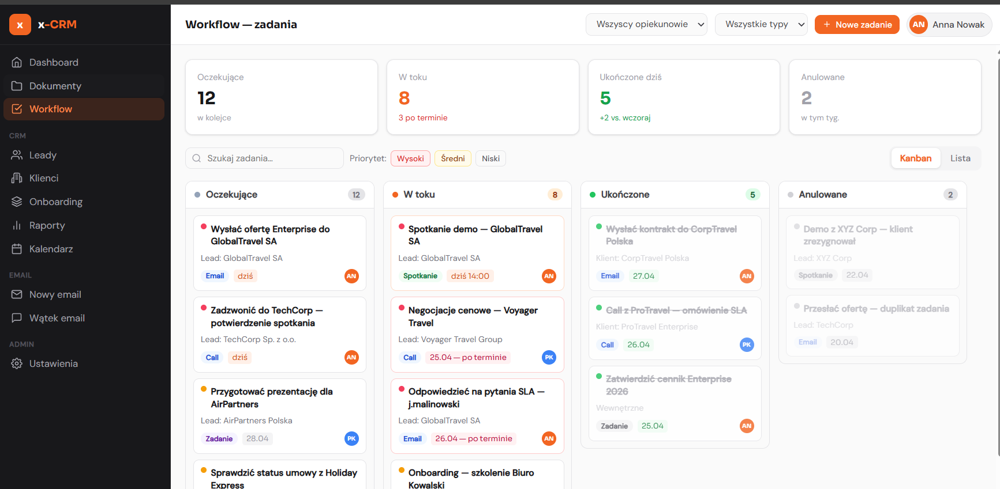 x
x-CRM
Workflow — zadania
Wszyscy opiekunowie
Wszystkie typy
+ Nowe zadanie
AN
Anna Nowak
Dashboard
Dokumenty
Workflow
CRM
Leady
Klienci
Onboarding
Raporty
Kalendarz
EMAIL
Nowy email
Wątek email
ADMIN
Ustawienia
Oczekujące
12
w kolejce
W toku
8
3 po terminie
Ukończone dziś
5
+2 vs. wczoraj
Anulowane
2
w tym tyg.
Szukaj zadania...
Priorytet:
Wysoki
Średni
Niski
Kanban
Lista
Oczekujące
12
Wysłać ofertę Enterprise do
GlobalTravel SA
Lead: GlobalTravel SA
Email
dziś
AN
Zadzwonić do TechCorp —
potwierdzenie spotkania
Lead: TechCorp Sp. z o.o.
Call
dziś
AN
Przygotować prezentację dla
AirPartners
Lead: AirPartners Polska
Zadanie
28.04
PK
Sprawdzić status umowy z Holiday
Express
W toku
8
Spotkanie demo — GlobalTravel
SA
Lead: GlobalTravel SA
Spotkanie
dziś 14:00
AN
Negocjacje cenowe — Voyager
Travel
Lead: Voyager Travel Group
Call
25.04 — po terminie
PK
Odpowiedzieć na pytania SLA —
j.malinowski
Lead: GlobalTravel SA
Email
26.04 — po terminie
AN
Onboarding — szkolenie Biuro
Kowalski
Ukończone
5
Wysłać kontrakt do CorpTravel
Polska
Klient: CorpTravel Polska
Email
27.04
AN
Call z ProTravel — omówienie SLA
Klient: ProTravel Enterprise
Call
26.04
PK
Zatwierdzić cennik Enterprise
2026
Wewnętrzne
Zadanie
25.04
AN
Anulowane
2
Demo z XYZ Corp — klient
zrezygnował
Lead: XYZ Corp
Spotkanie
22.04
Przesłać ofertę — duplikat zadania
Lead: TechCorp
Email
20.04